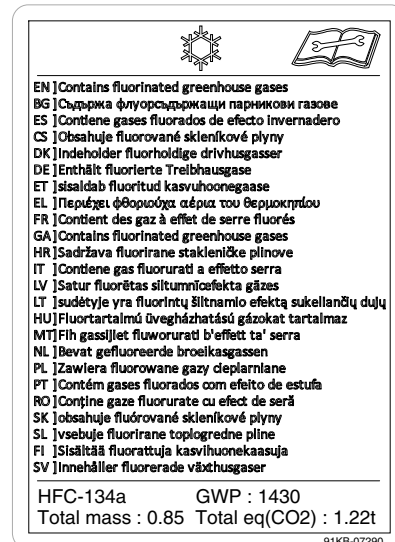 EN ]Contains fluorinated greenhouse gases
BG ]Съдържа флуорсъдържащи парникови газове
ES ]Contiene gases fluorados de efecto invernadero
CS ]Obsahuje fluorované skleníkové plyny
DK]Indeholder fluorholdige drivhusgasser
DE ]Enthält fluorierte Treibhausgase
ET ]sisaldab fluoritud kasvuhoonegaase
EL ]Περιέχει φθοριούχα αέρια του θερμοκηπίου
FR ]Contient des gaz à effet de serre fluorés
GA]Contains fluorinated greenhouse gases
HR]Sadržava fluorirane stakleničke plinove
IT ]Contiene gas fluorurati a effetto serra
LV ]Satur fluorētas siltumnīcefekta gāzes
LT ]sudėtyje yra fluorintų šiltnamio efektą sukeliančių dujų
HU]Fluortartalmú üvegházhatású gázokat tartalmaz
MT]Fih gassijiet fluworurati b'effett ta' serra
NL ]Bevat gefluoreerde broeikasgassen
PL ]Zawiera fluorowane gazy cieplarniane
PT ]Contém gases fluorados com efeito de estufa
RO]Conține gaze fluorurate cu efect de seră
SK ]obsahuje fluórované skleníkové plyny
SL ]vsebuje fluorirane toplogredne pline
FI ]Sisältää fluorattuja kasvihuonekaasuja
SV ]Innehåller fluorerade växthusgaser
HFC-134a GWP : 1430
Total mass : 0.85 Total eq(CO2) : 1.22t
91KB-07290